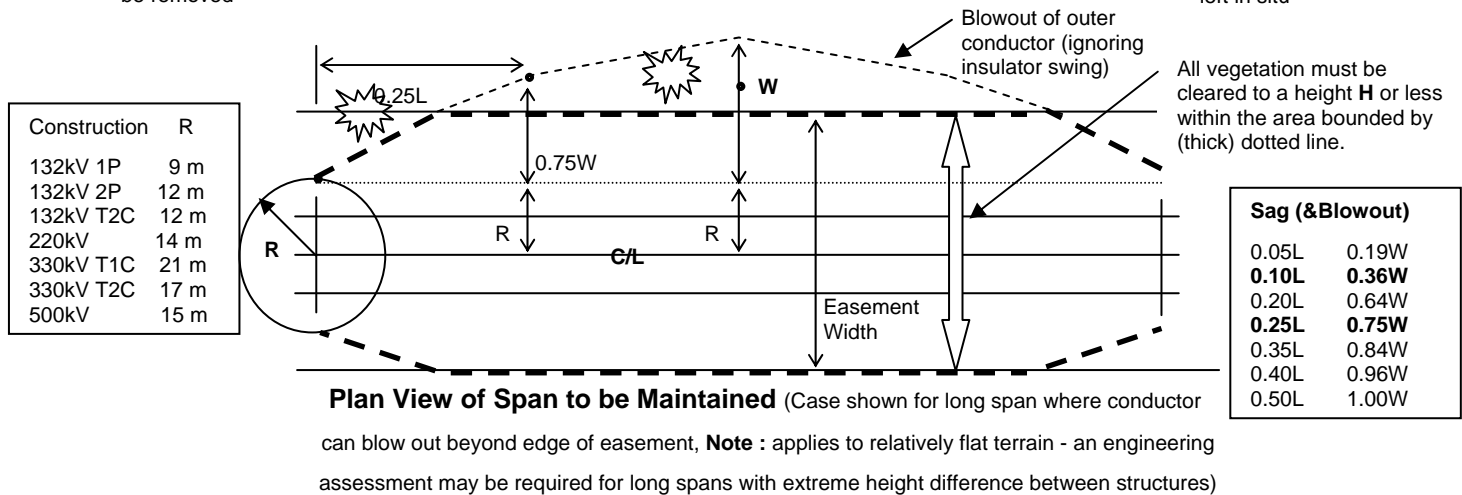 be removed
left in situ
Blowout of outer
conductor (ignoring
insulator swing)
All vegetation must be
cleared to a height H or less
within the area bounded by
(thick) dotted line.
0.25L
W
0.75W
R
R
R
C/L
Easement
Width
Construction R
132kV 1P 9 m
132kV 2P 12 m
132kV T2C 12 m
220kV 14 m
330kV T1C 21 m
330kV T2C 17 m
500kV 15 m
Sag (&Blowout)
0.05L 0.19W
0.10L 0.36W
0.20L 0.64W
0.25L 0.75W
0.35L 0.84W
0.40L 0.96W
0.50L 1.00W
Plan View of Span to be Maintained (Case shown for long span where conductor
can blow out beyond edge of easement, Note : applies to relatively flat terrain - an engineering
assessment may be required for long spans with extreme height difference between structures)